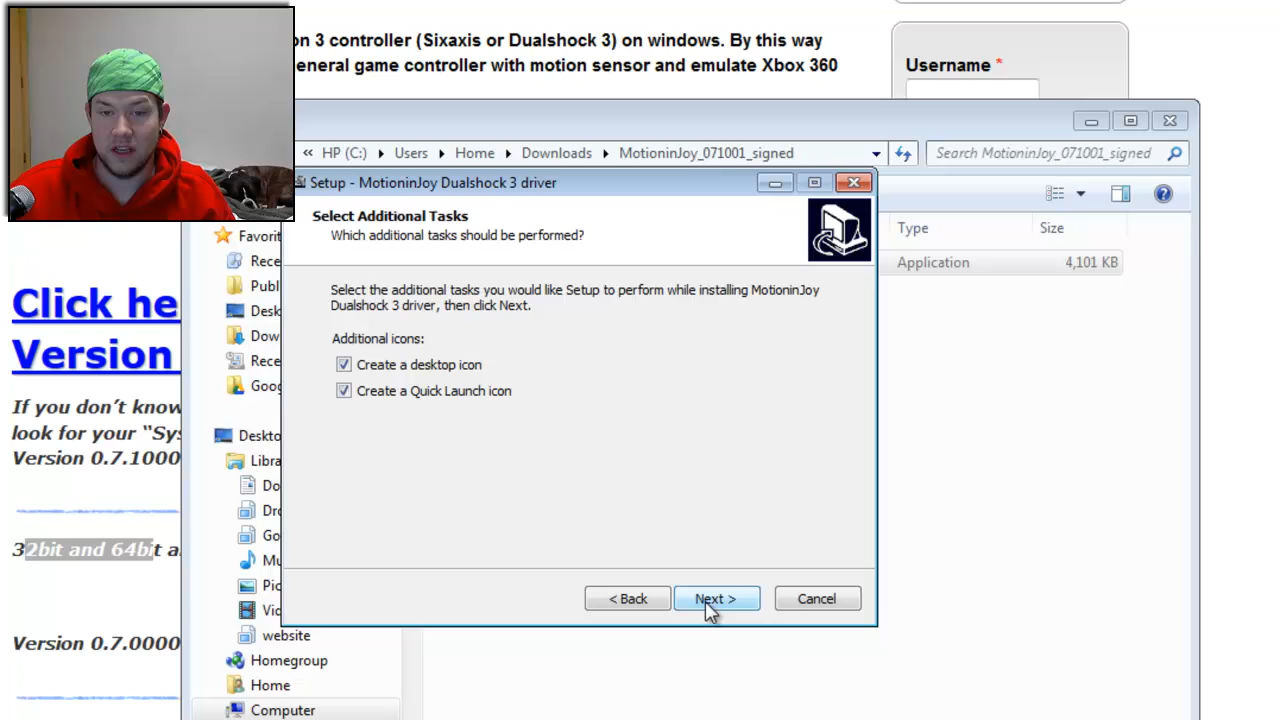 on 3 controller (Sixaxis or Dualshock 3) on windows. By this way
eneral game controller with motion sensor and emulate Xbox 360
Username *
« HP (C:) Users Home Downloads MotioninJoy_071001_signed
Search MotioninJoy_071001_signed
Setup - MotioninJoy Dualshock 3 driver
Select Additional Tasks
Which additional tasks should be performed?
Type Size
Application 4,101 KB
Select the additional tasks you would like Setup to perform while installing MotioninJoy
Dualshock 3 driver, then click Next.
Additional icons:
Create a desktop icon
Create a Quick Launch icon
< Back Next > Cancel
Favorit
Rece
Publ
Desk
Dow
Rece
Goog
Deskto
Libra
Do
Dro
Go
Mu
Pic
Vid
website
Homegroup
Home
Computer
Click he
Version
If you don't know
look for your “Sys
Version 0.7.1000
32bit and 64bit a
Version 0.7.0000